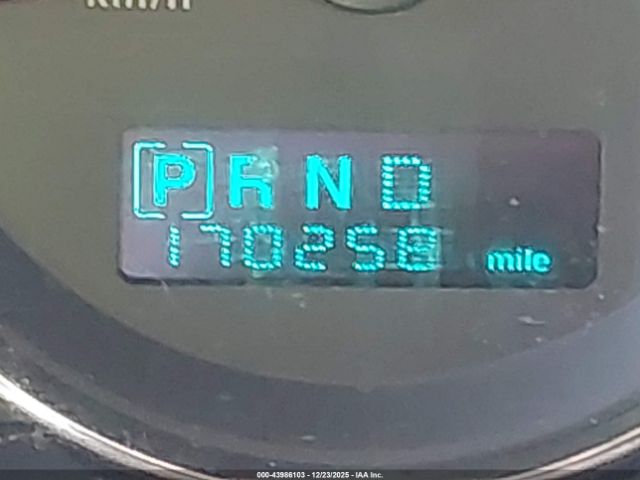 km/h
[P] R N D
170258 mile
000-43986103 - 12/23/2025 - IAA Inc.